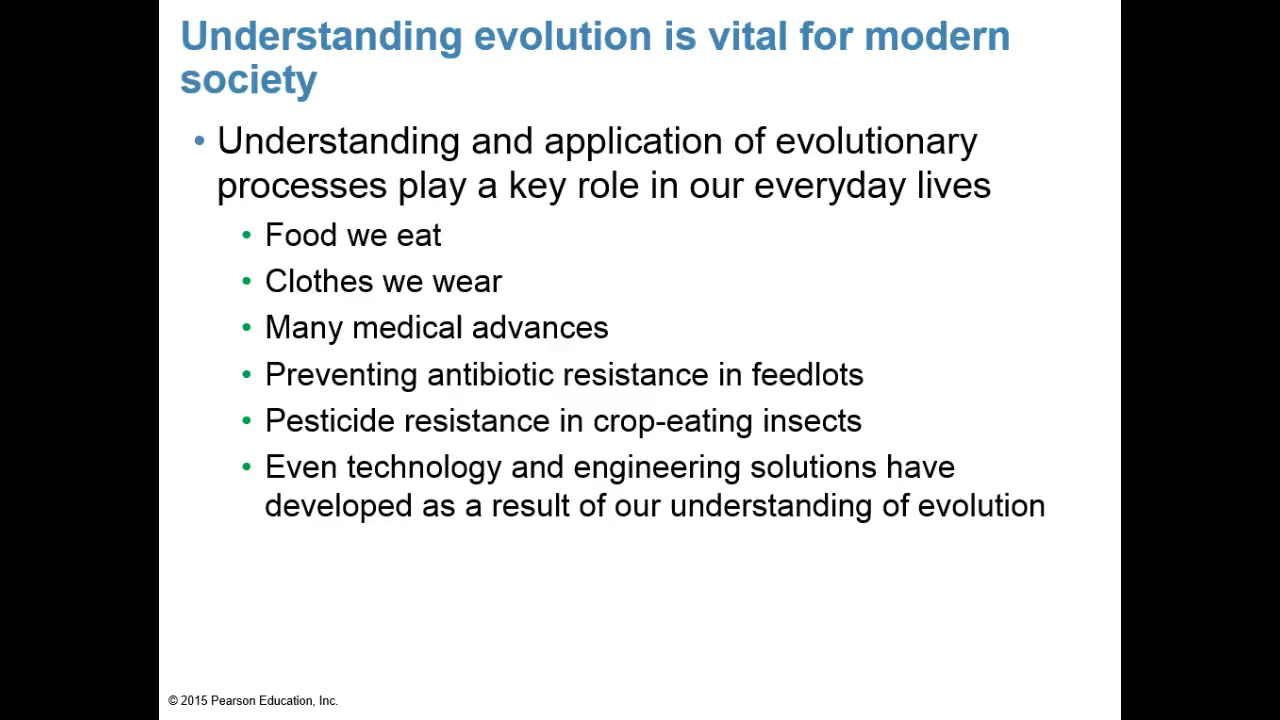 Understanding evolution is vital for modern
society
• Understanding and application of evolutionary
processes play a key role in our everyday lives
• Food we eat
• Clothes we wear
• Many medical advances
• Preventing antibiotic resistance in feedlots
• Pesticide resistance in crop-eating insects
• Even technology and engineering solutions have
developed as a result of our understanding of evolution
© 2015 Pearson Education, Inc.